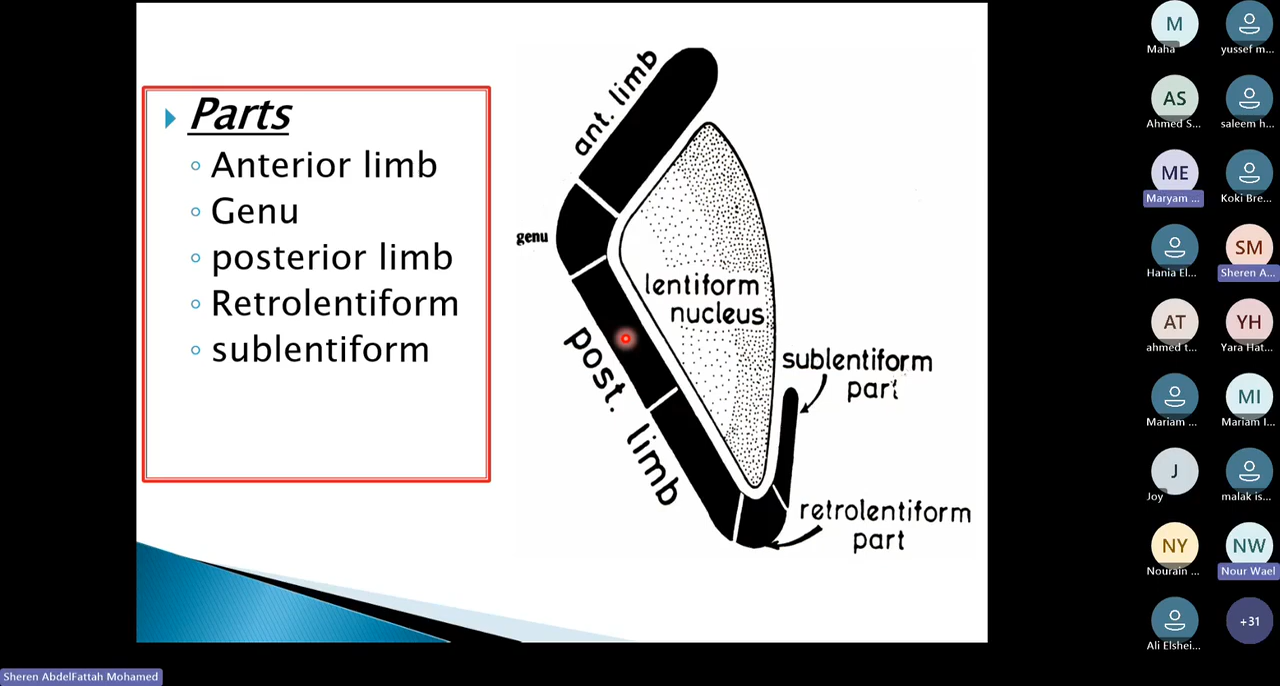 Parts
Anterior limb
Genu
posterior limb
Retrolentiform
sublentiform
ant. limb
genu
lentiform
nucleus
post. limb
sublentiform
part
retrolentiform
part
M
Maha
yussef m...
AS
Ahmed S...
saleem h...
ME
Maryam ...
Koki Bre...
Hania El...
SM
Sheren A...
AT
ahmed t...
YH
Yara Hat...
Mariam ...
MI
Mariam I...
J
Joy
malak is...
NY
Nourain ...
NW
Nour Wael
Ali Elshei...
+31
Sheren AbdelFattah Mohamed